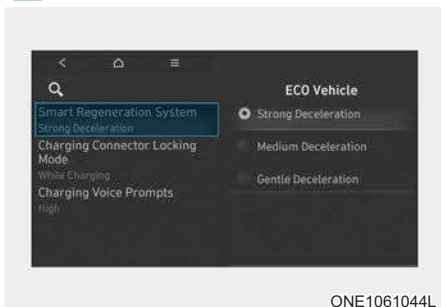 Smart Regeneration System
Strong Deceleration
Charging Connector Locking
Mode
While Charging
Charging Voice Prompts
High
ECO Vehicle
Strong Deceleration
Medium Deceleration
Gentle Deceleration
ONE1061044L